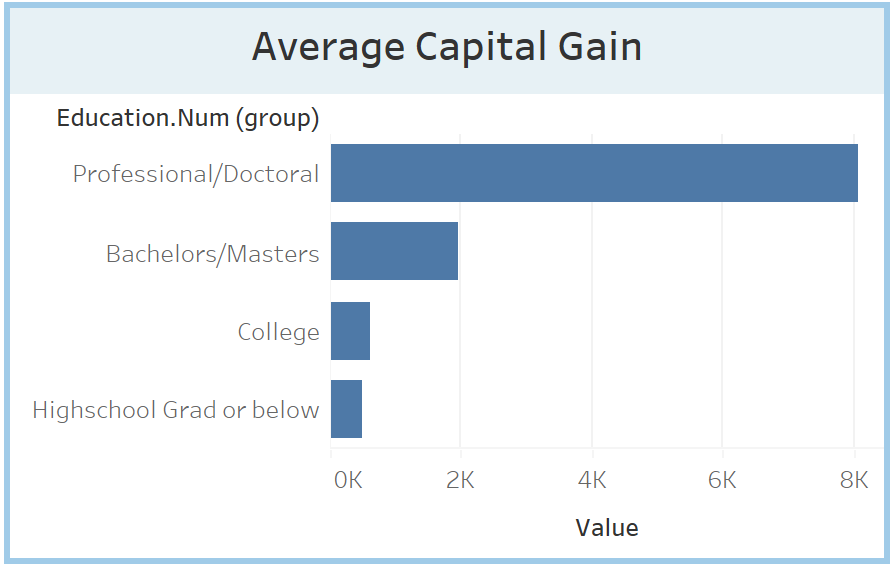 Average Capital Gain
Education.Num (group)
Professional/Doctoral
Bachelors/Masters
College
Highschool Grad or below
0K 2K 4K 6K 8K
Value